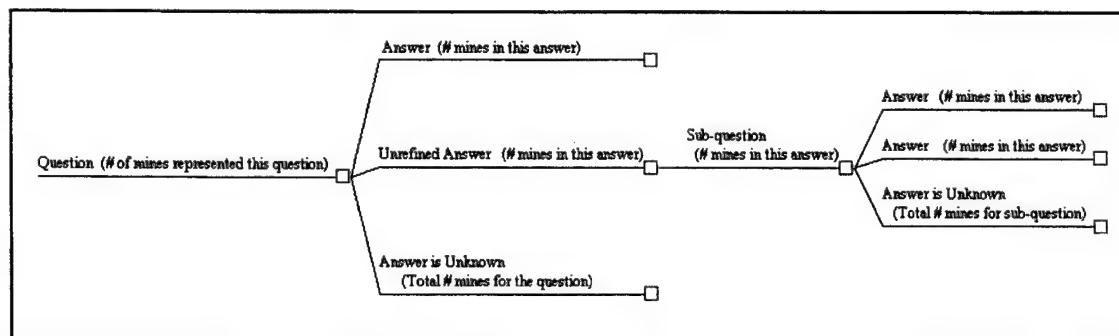 Answer (# mines in this answer)
Question (# of mines represented this question)
Unrefined Answer (# mines in this answer)
Answer is Unknown
(Total # mines for the question)
Sub-question
(# mines in this answer)
Answer (# mines in this answer)
Answer (# mines in this answer)
Answer is Unknown
(Total # mines for sub-question)